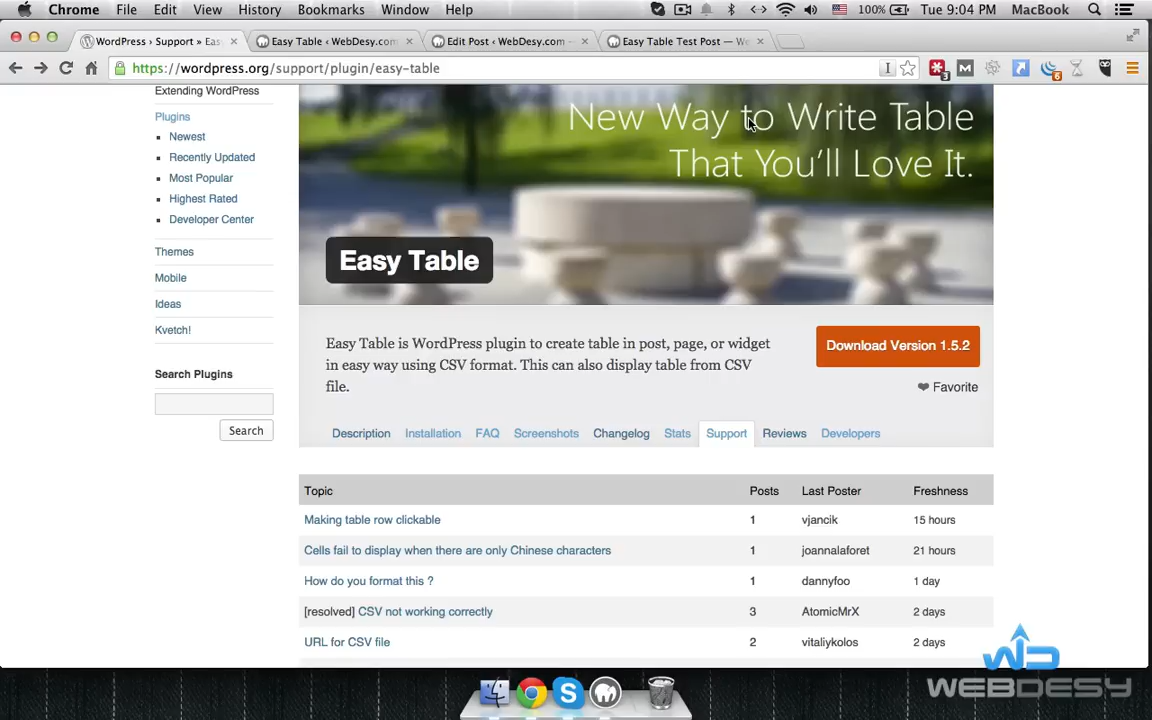 Chrome File Edit View History Bookmarks Window Help 100% Tue 9:04 PM MacBook
WordPress › Support » Eas Easy Table ‹ WebDesy.com Edit Post ‹ WebDesy.com Easy Table Test Post — We
https://wordpress.org/support/plugin/easy-table
Extending WordPress
Plugins
Newest
Recently Updated
Most Popular
Highest Rated
Developer Center
Themes
Mobile
Ideas
Kvetch!
Search Plugins
Search
New Way to Write Table
That You'll Love It.
Easy Table
Easy Table is WordPress plugin to create table in post, page, or widget
in easy way using CSV format. This can also display table from CSV
file.
Download Version 1.5.2
Favorite
Description Installation FAQ Screenshots Changelog Stats Support Reviews Developers
Topic Posts Last Poster Freshness
Making table row clickable 1 vjancik 15 hours
Cells fail to display when there are only Chinese characters 1 joannalaforet 21 hours
How do you format this ? 1 dannyfoo 1 day
[resolved] CSV not working correctly 3 AtomicMrX 2 days
URL for CSV file 2 vitaliykolos 2 days
WEBDESY